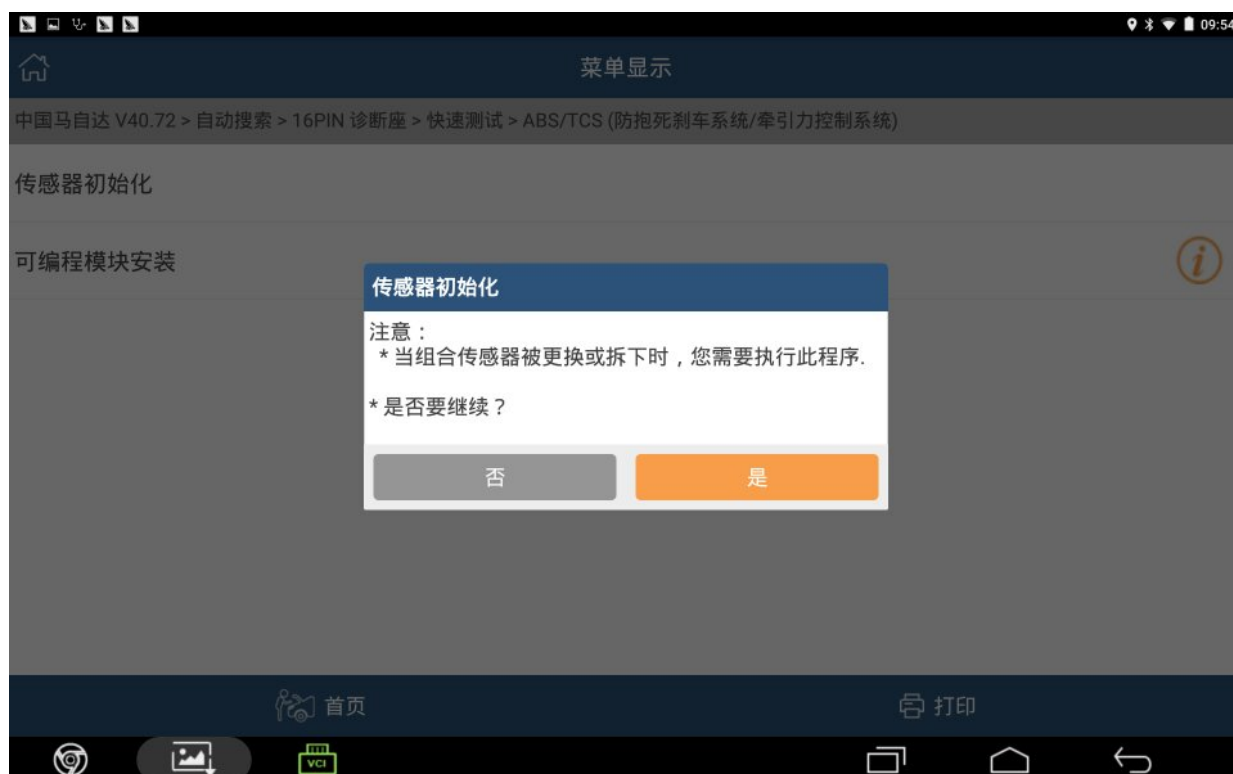 09:54
菜单显示
中国马自达 V40.72 > 自动搜索 > 16PIN 诊断座 > 快速测试 > ABS/TCS (防抱死刹车系统/牵引力控制系统)
传感器初始化
可编程模块安装
i
传感器初始化
注意：
* 当组合传感器被更换或拆下时，您需要执行此程序.
* 是否要继续？
否
是
首页
打印
VCI